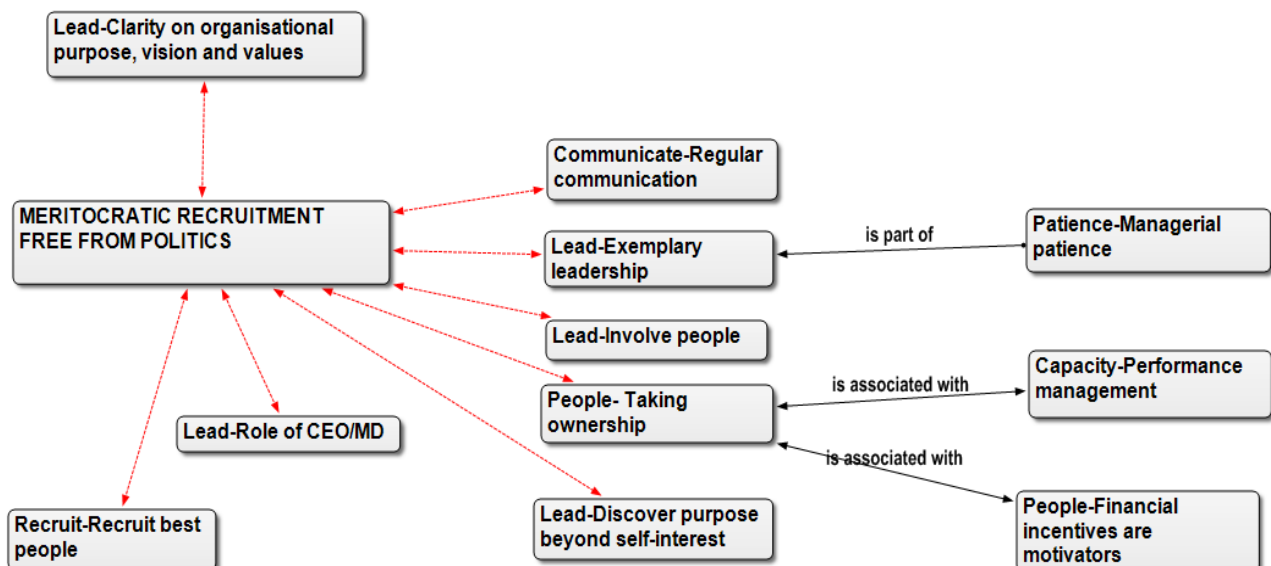 Lead-Clarity on organisational
purpose, vision and values
Communicate-Regular
communication
MERITOCRATIC RECRUITMENT
FREE FROM POLITICS
Lead-Exemplary
leadership
is part of
Patience-Managerial
patience
Lead-Involve people
People- Taking
ownership
is associated with
Capacity-Performance
management
is associated with
Lead-Role of CEO/MD
Recruit-Recruit best
people
Lead-Discover purpose
beyond self-interest
People-Financial
incentives are
motivators